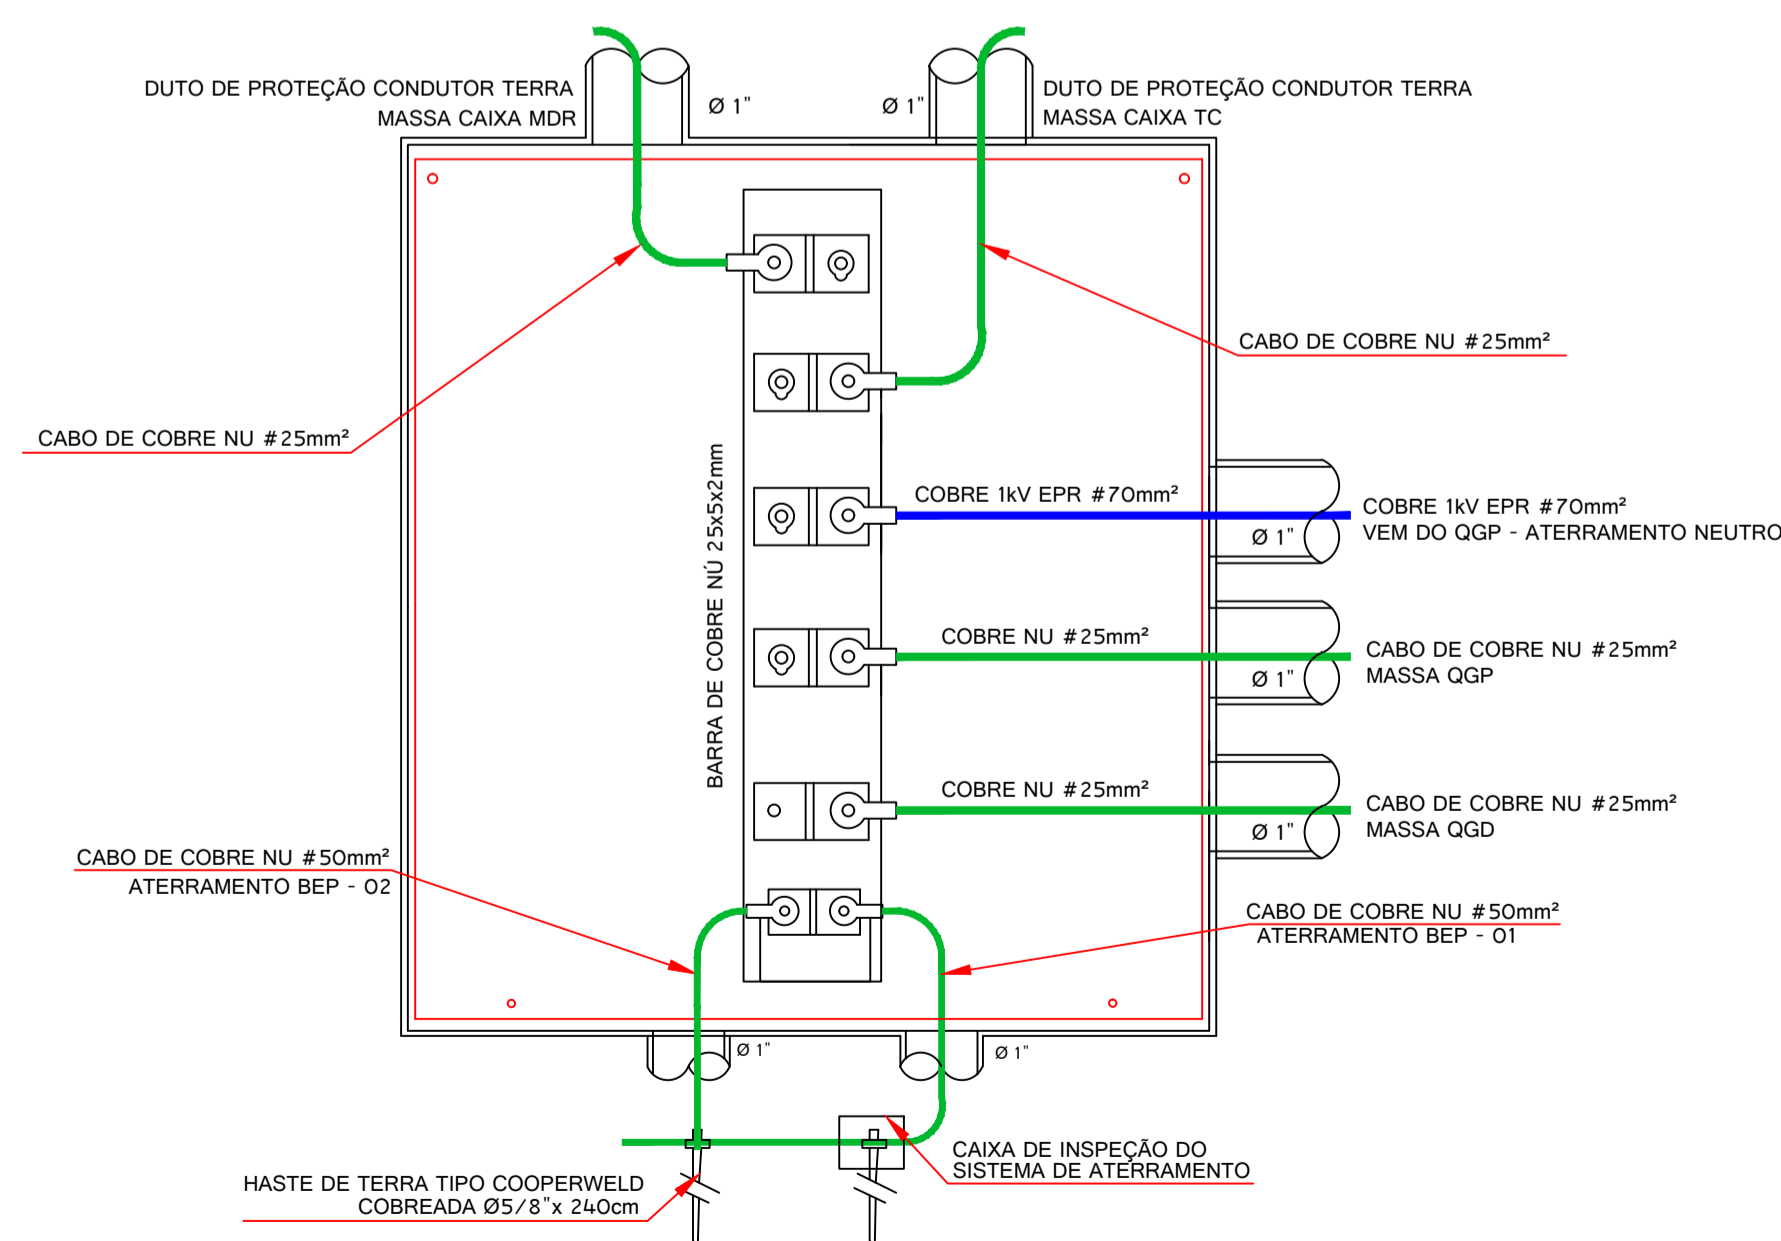 DUTO DE PROTEÇÃO CONDUTOR TERRA
MASSA CAIXA MDR
Ø 1"
Ø 1"
DUTO DE PROTEÇÃO CONDUTOR TERRA
MASSA CAIXA TC
CABO DE COBRE NU #25mm²
CABO DE COBRE NU #25mm²
BARRA DE COBRE NÚ 25x5x2mm
COBRE 1kV EPR #70mm²
Ø 1"
COBRE 1kV EPR #70mm²
VEM DO QGP - ATERRAMENTO NEUTRO
COBRE NU #25mm²
Ø 1"
CABO DE COBRE NU #25mm²
MASSA QGP
COBRE NU #25mm²
Ø 1"
CABO DE COBRE NU #25mm²
MASSA QGD
CABO DE COBRE NU #50mm²
ATERRAMENTO BEP - 02
CABO DE COBRE NU #50mm²
ATERRAMENTO BEP - 01
Ø 1"
Ø 1"
CAIXA DE INSPEÇÃO DO
SISTEMA DE ATERRAMENTO
HASTE DE TERRA TIPO COOPERWELD
COBREADA Ø5/8"x 240cm